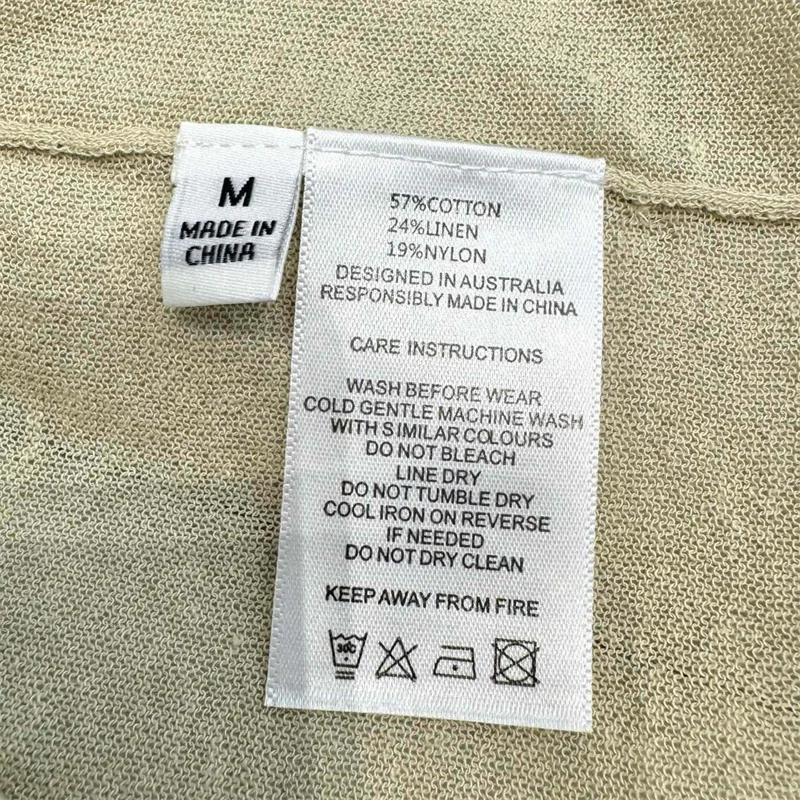 M
MADE IN
CHINA
57%COTTON
24%LINEN
19%NYLON
DESIGNED IN AUSTRALIA
RESPONSIBLY MADE IN CHINA
CARE INSTRUCTIONS
WASH BEFORE WEAR
COLD GENTLE MACHINE WASH
WITH SIMILAR COLOURS
DO NOT BLEACH
LINE DRY
DO NOT TUMBLE DRY
COOL IRON ON REVERSE
IF NEEDED
DO NOT DRY CLEAN
KEEP AWAY FROM FIRE
30C